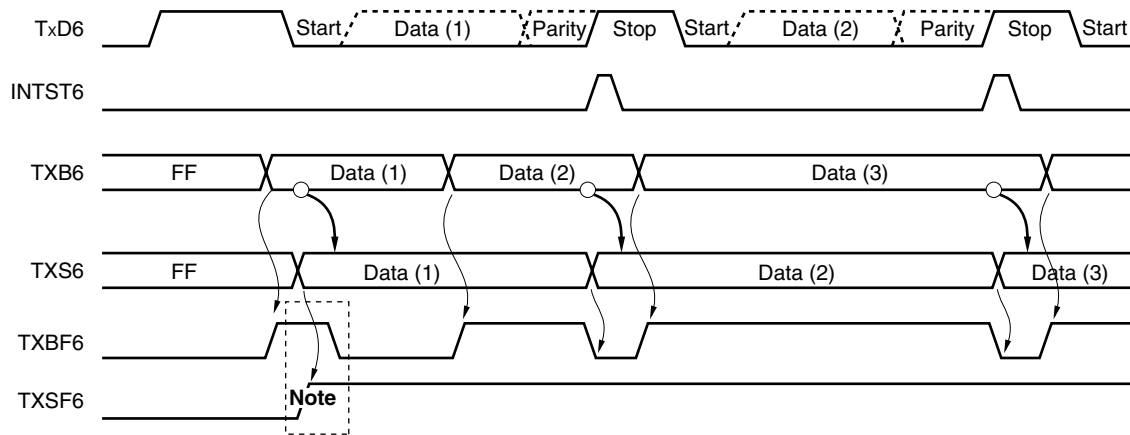 TxD6 Start Data (1) Parity Stop Start Data (2) Parity Stop Start
INTST6
TXB6 FF Data (1) Data (2) Data (3)
TXS6 FF Data (1) Data (2) Data (3)
TXBF6
TXSF6 Note